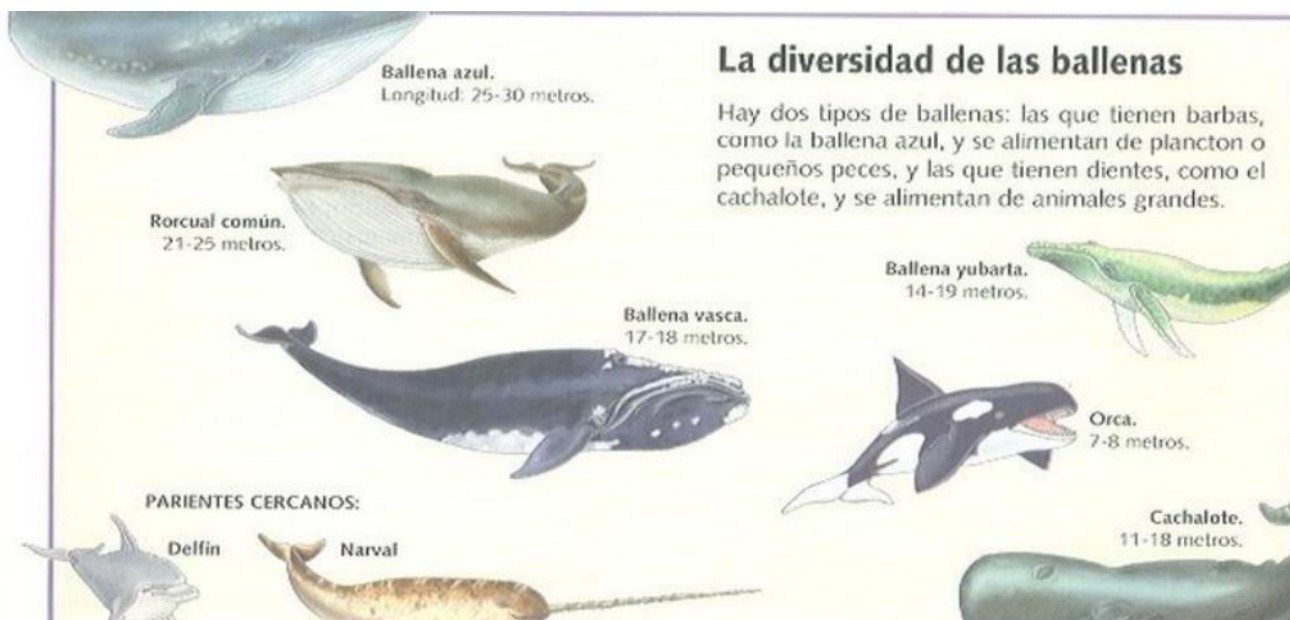 La diversidad de las ballenas
Hay dos tipos de ballenas: las que tienen barbas,
como la ballena azul, y se alimentan de plancton o
pequeños peces, y las que tienen dientes, como el
cachalote, y se alimentan de animales grandes.
Ballena azul.
Longitud: 25-30 metros.
Rorcual común.
21-25 metros.
Ballena yubarta.
14-19 metros.
Ballena vasca.
17-18 metros.
Orca.
7-8 metros.
PARIENTES CERCANOS:
Delfín
Narval
Cachalote.
11-18 metros.